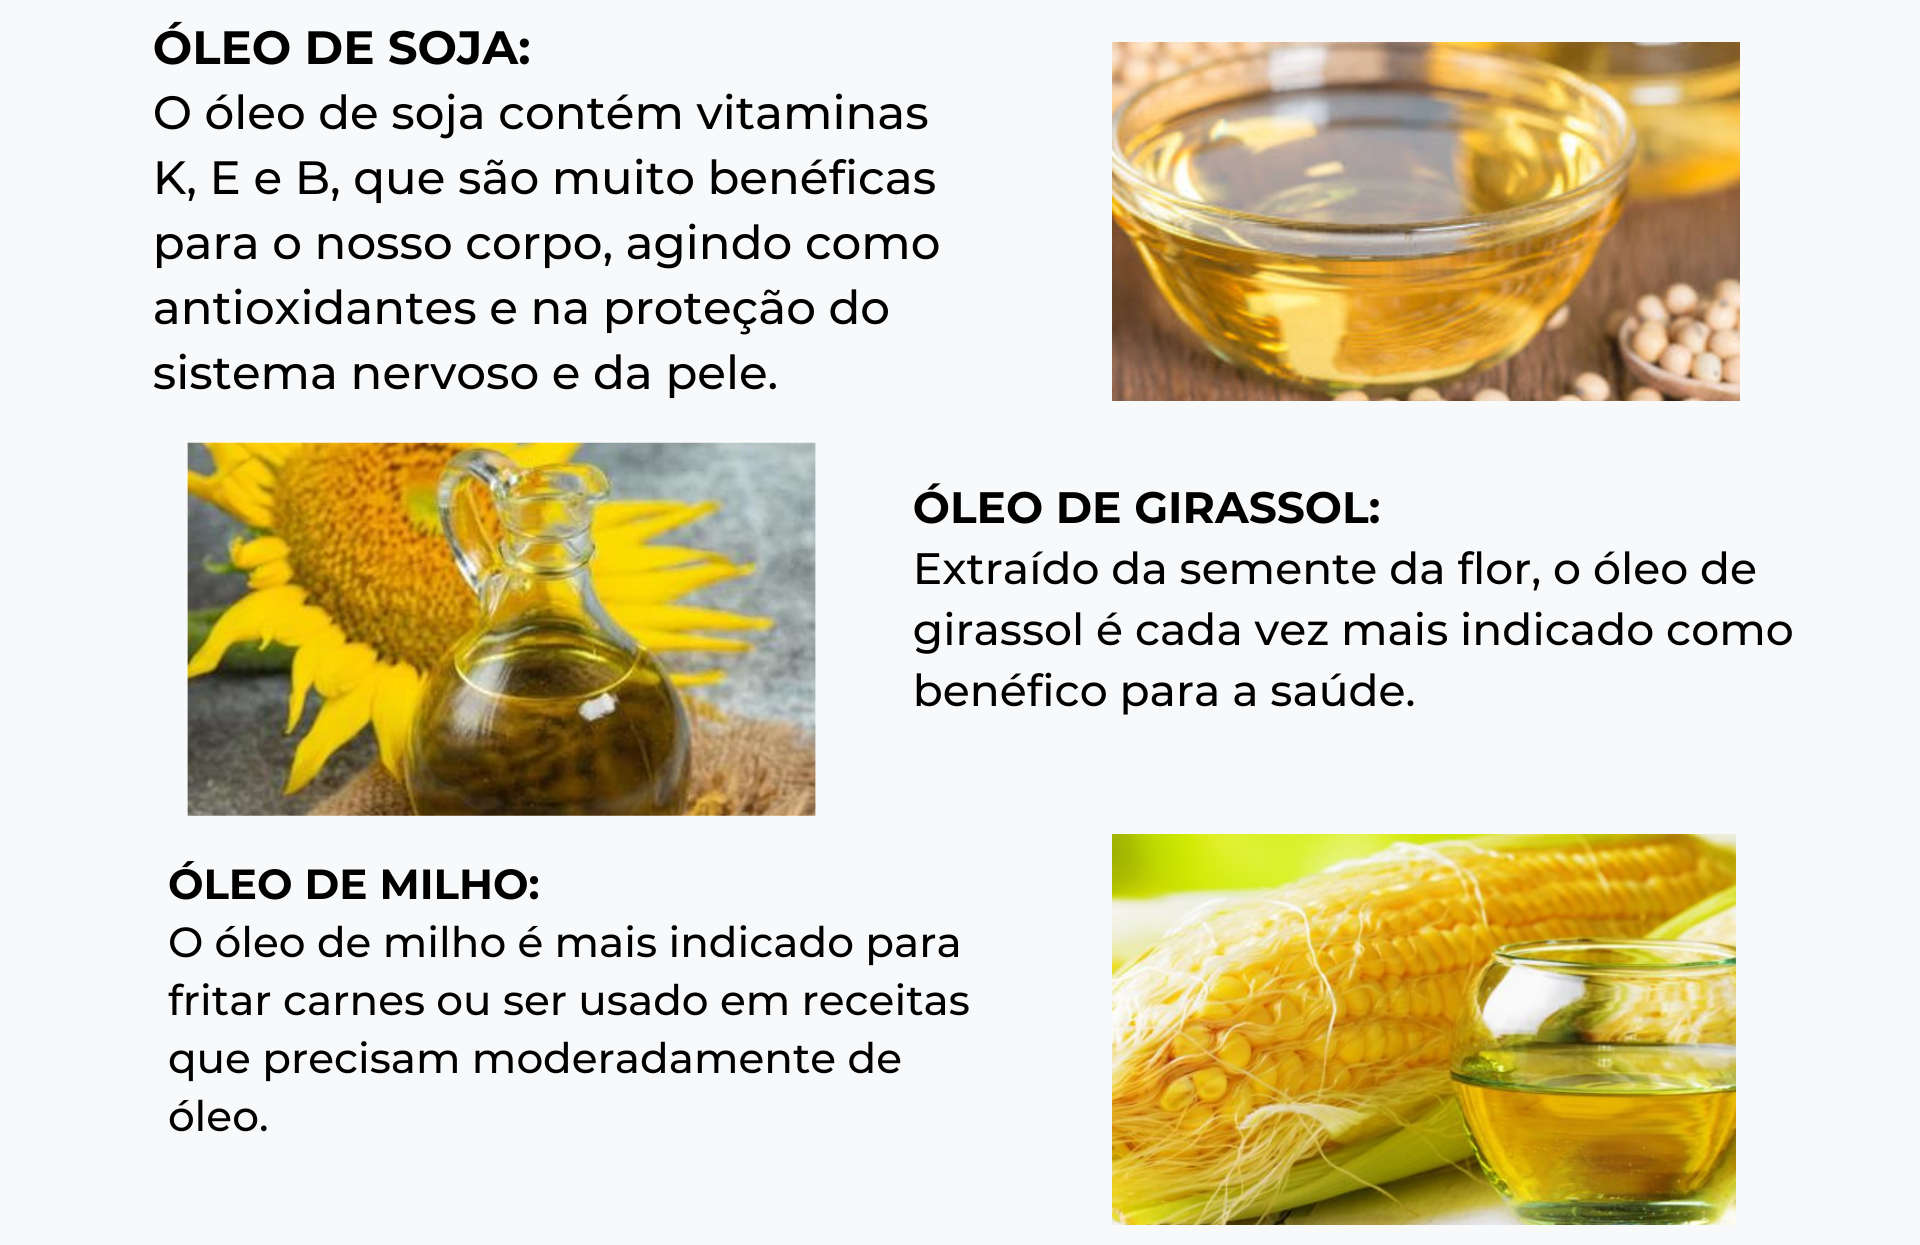 ÓLEO DE SOJA:
O óleo de soja contém vitaminas
K, E e B, que são muito benéficas
para o nosso corpo, agindo como
antioxidantes e na proteção do
sistema nervoso e da pele.
ÓLEO DE GIRASSOL:
Extraído da semente da flor, o óleo de
girassol é cada vez mais indicado como
benéfico para a saúde.
ÓLEO DE MILHO:
O óleo de milho é mais indicado para
fritar carnes ou ser usado em receitas
que precisam moderadamente de
óleo.